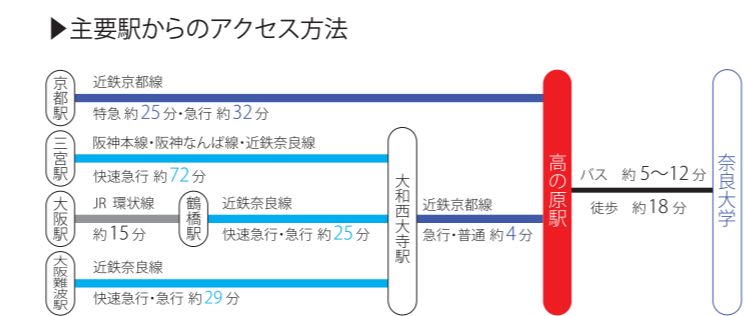 ▶主要駅からのアクセス方法
京都駅
近鉄京都線
特急 約25分・急行 約32分
三宮駅
阪神本線・阪神なんば線・近鉄奈良線
快速急行 約72分
大阪駅
JR 環状線
約15分
鶴橋駅
近鉄奈良線
快速急行・急行 約25分
大阪難波駅
近鉄奈良線
快速急行・急行 約29分
大和西大寺駅
近鉄京都線
急行・普通 約4分
高の原駅
バス 約5〜12分
徒歩 約18分
奈良大学